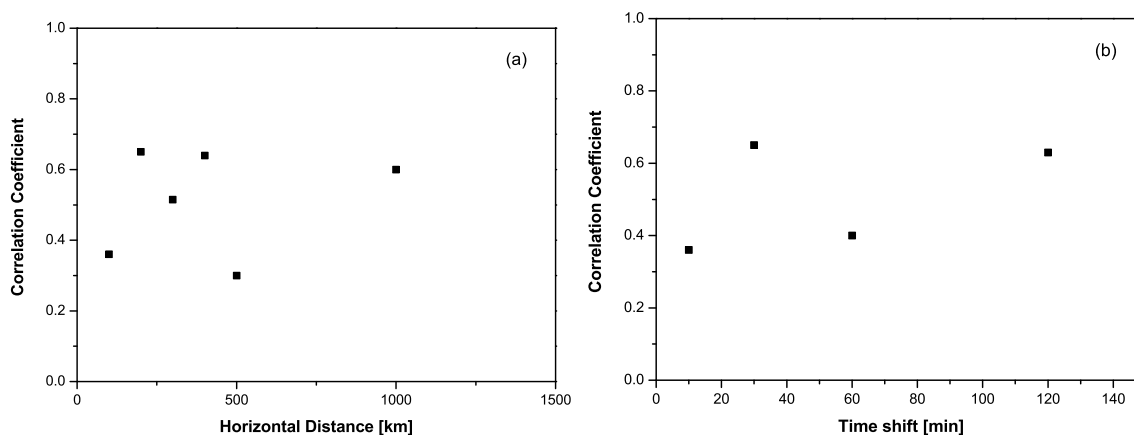 1.0
(a)
0.8
0.6
0.4
0.2
0.0
0 500 1000 1500
Correlation Coefficient
Horizontal Distance [km]
1.0
(b)
0.8
0.6
0.4
0.2
0.0
0 20 40 60 80 100 120 140
Correlation Coefficient
Time shift [min]